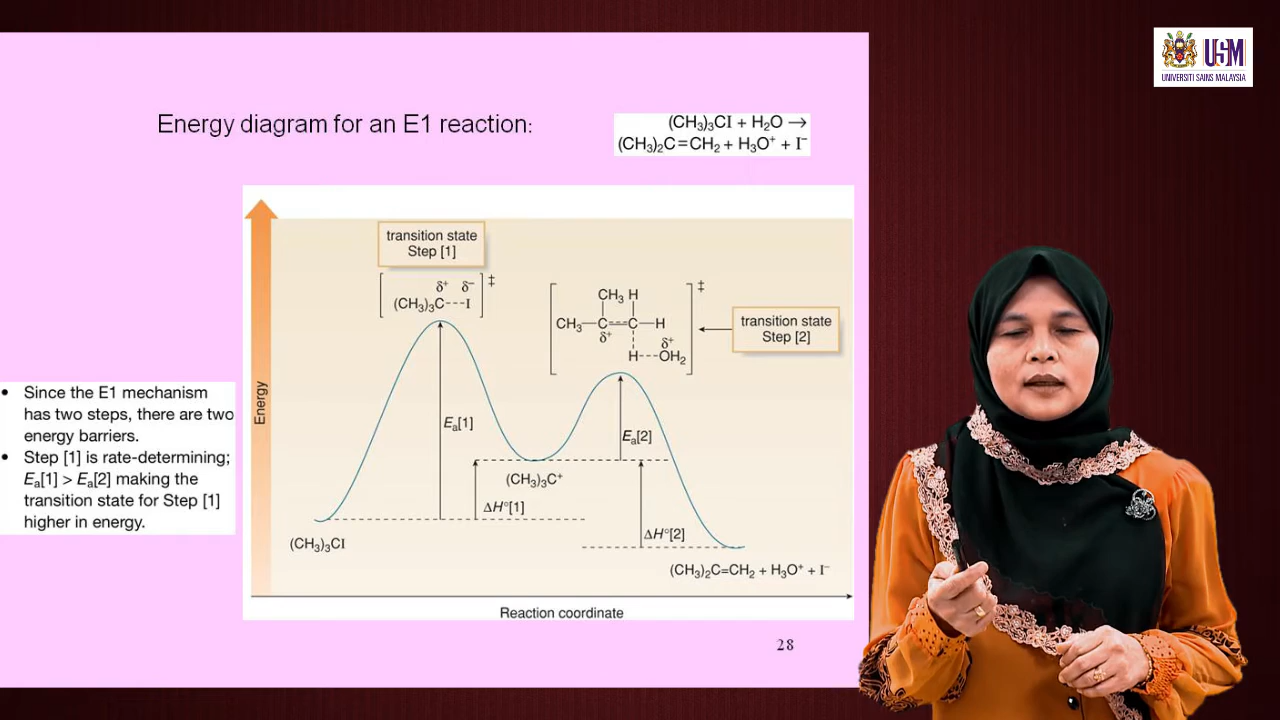 USM
UNIVERSITI SAINS MALAYSIA
Energy diagram for an E1 reaction:
(CH₃)₃CI + H₂O →
(CH₃)₂C=CH₂ + H₃O⁺ + I⁻
transition state
Step [1]
δ⁺ δ⁻
(CH₃)₃C---I
‡
CH₃ H
CH₃—C=-=C—H
δ⁺
δ⁺
H---OH₂
‡
transition state
Step [2]
Energy
Eₐ[1]
Eₐ[2]
(CH₃)₃C⁺
ΔH°[1]
ΔH°[2]
(CH₃)₃CI
(CH₃)₂C=CH₂ + H₃O⁺ + I⁻
Reaction coordinate
• Since the E1 mechanism
has two steps, there are two
energy barriers.
• Step [1] is rate-determining;
Eₐ[1] > Eₐ[2] making the
transition state for Step [1]
higher in energy.
28